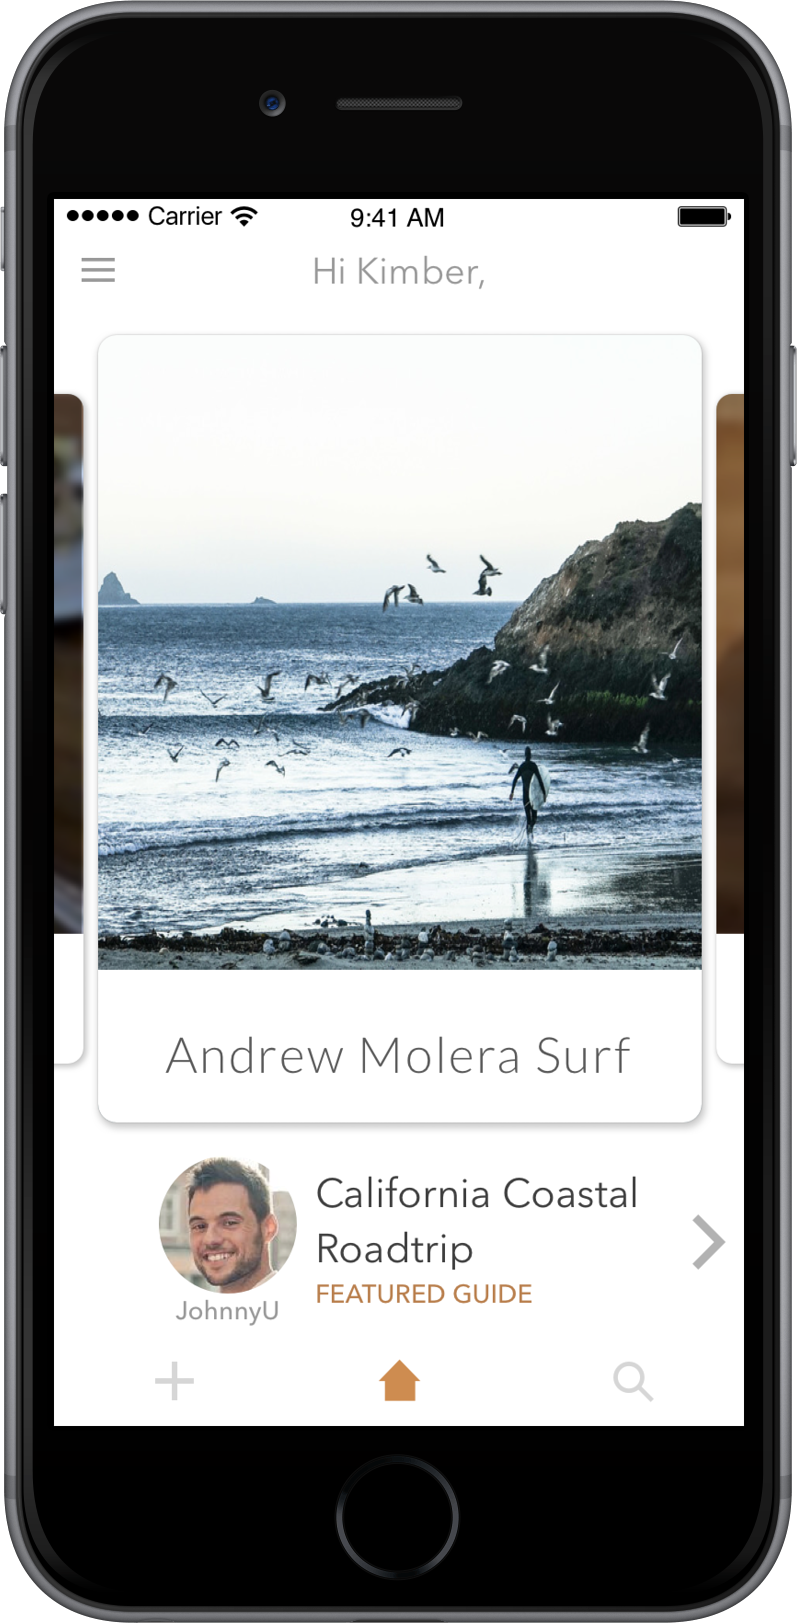 Carrier 9:41 AM
Hi Kimber,
Andrew Molera Surf
California Coastal
Roadtrip
FEATURED GUIDE
JohnnyU